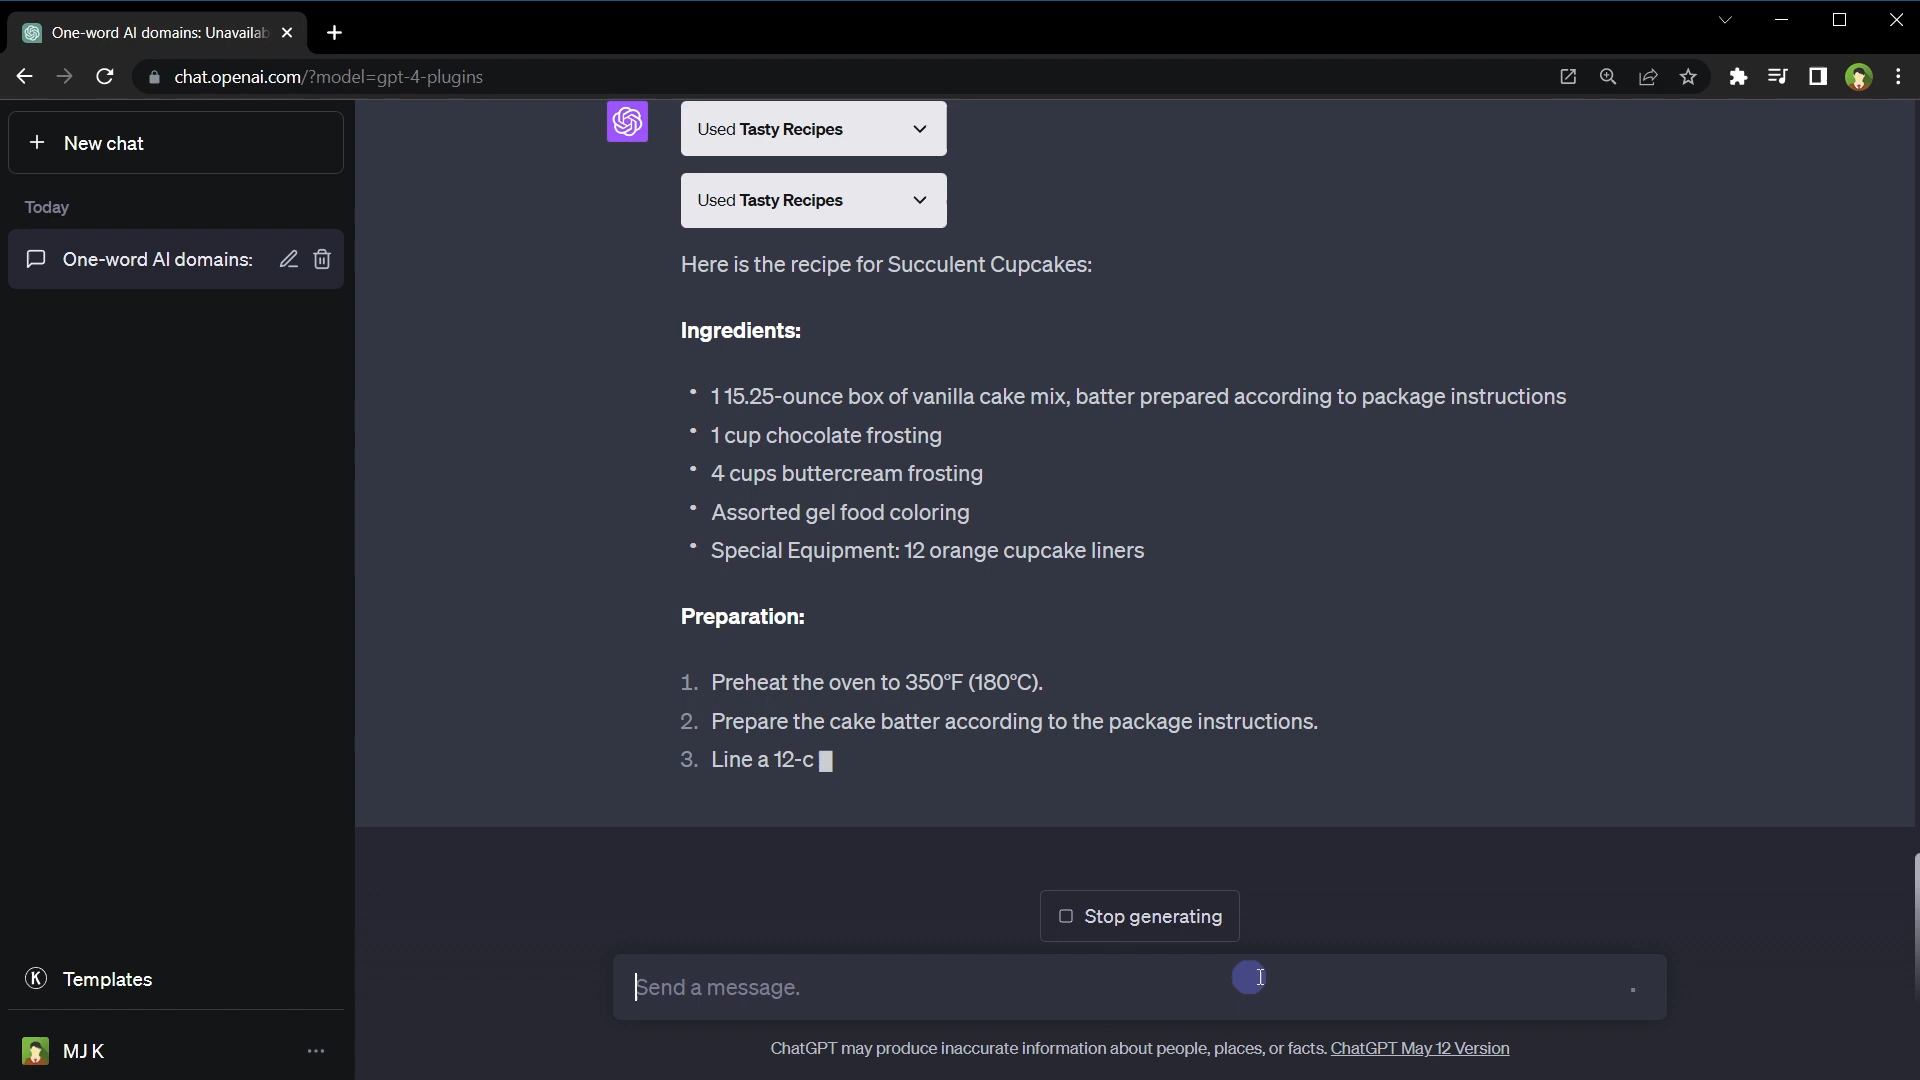 One-word AI domains: Unavailab
chat.openai.com/?model=gpt-4-plugins
New chat
Today
One-word AI domains:
Templates
MJ K
Used Tasty Recipes
Used Tasty Recipes
Here is the recipe for Succulent Cupcakes:
Ingredients:
• 1 15.25-ounce box of vanilla cake mix, batter prepared according to package instructions
• 1 cup chocolate frosting
• 4 cups buttercream frosting
• Assorted gel food coloring
• Special Equipment: 12 orange cupcake liners
Preparation:
1. Preheat the oven to 350°F (180°C).
2. Prepare the cake batter according to the package instructions.
3. Line a 12-c
Stop generating
Send a message.
ChatGPT may produce inaccurate information about people, places, or facts. ChatGPT May 12 Version